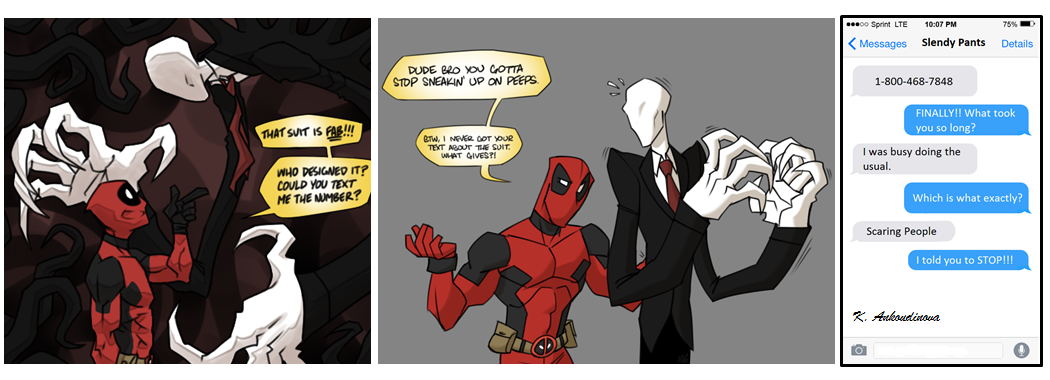 THAT SUIT IS FAB!!!
WHO DESIGNED IT?
COULD YOU TEXT
ME THE NUMBER?
DUDE BRO YOU GOTTA
STOP SNEAKIN' UP ON PEEPS.
BTW, I NEVER GOT YOUR
TEXT ABOUT THE SUIT.
WHAT GIVES?!
Sprint LTE 10:07 PM 75%
Messages Slendy Pants Details
1-800-468-7848
FINALLY!! What took
you so long?
I was busy doing the
usual.
Which is what exactly?
Scaring People
I told you to STOP!!!
K. Ankoudinova